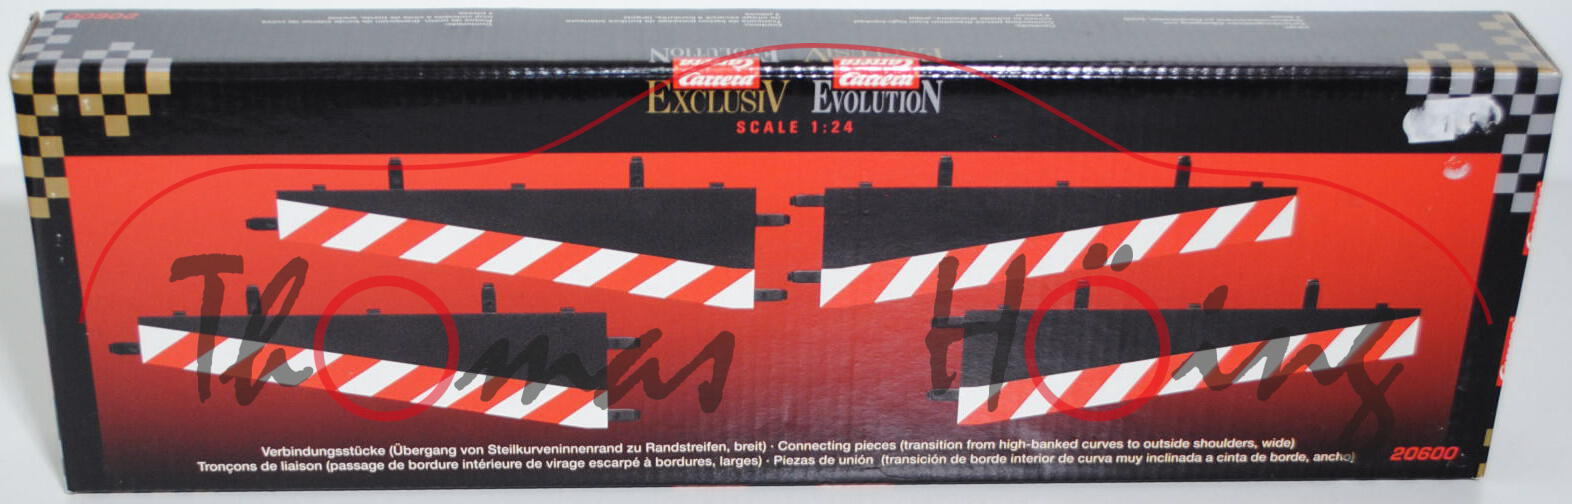 Carrera Carrera
EXCLUSIV EVOLUTION
SCALE 1:24
Thomas Höing
Verbindungsstücke (Übergang von Steilkurveninnenrand zu Randstreifen, breit) · Connecting pieces (transition from high-banked curves to outside shoulders, wide)
Tronçons de liaison (passage de bordure intérieure de virage escarpé à bordures, larges) · Piezas de unión (transición de borde interior de curva muy inclinada a cinta de borde, ancho)
20600